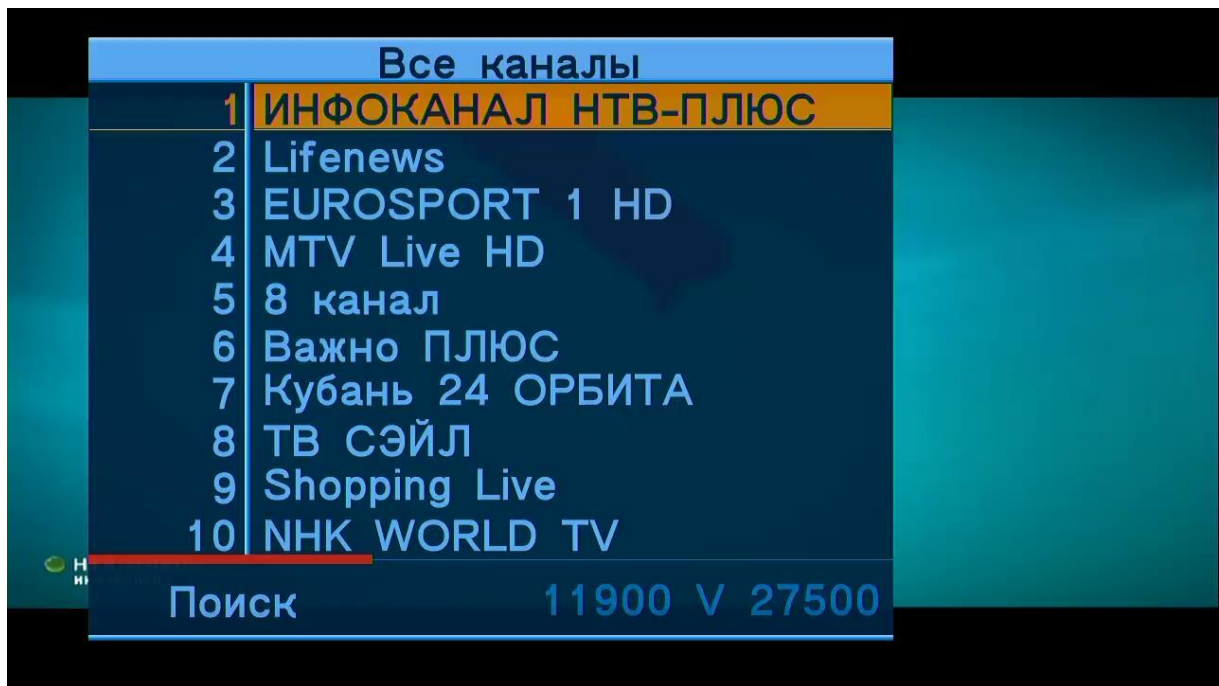 Все каналы
1 ИНФОКАНАЛ НТВ-ПЛЮС
2 Lifenews
3 EUROSPORT 1 HD
4 MTV Live HD
5 8 канал
6 Важно ПЛЮС
7 Кубань 24 ОРБИТА
8 ТВ СЭЙЛ
9 Shopping Live
10 NHK WORLD TV
Поиск 11900 V 27500